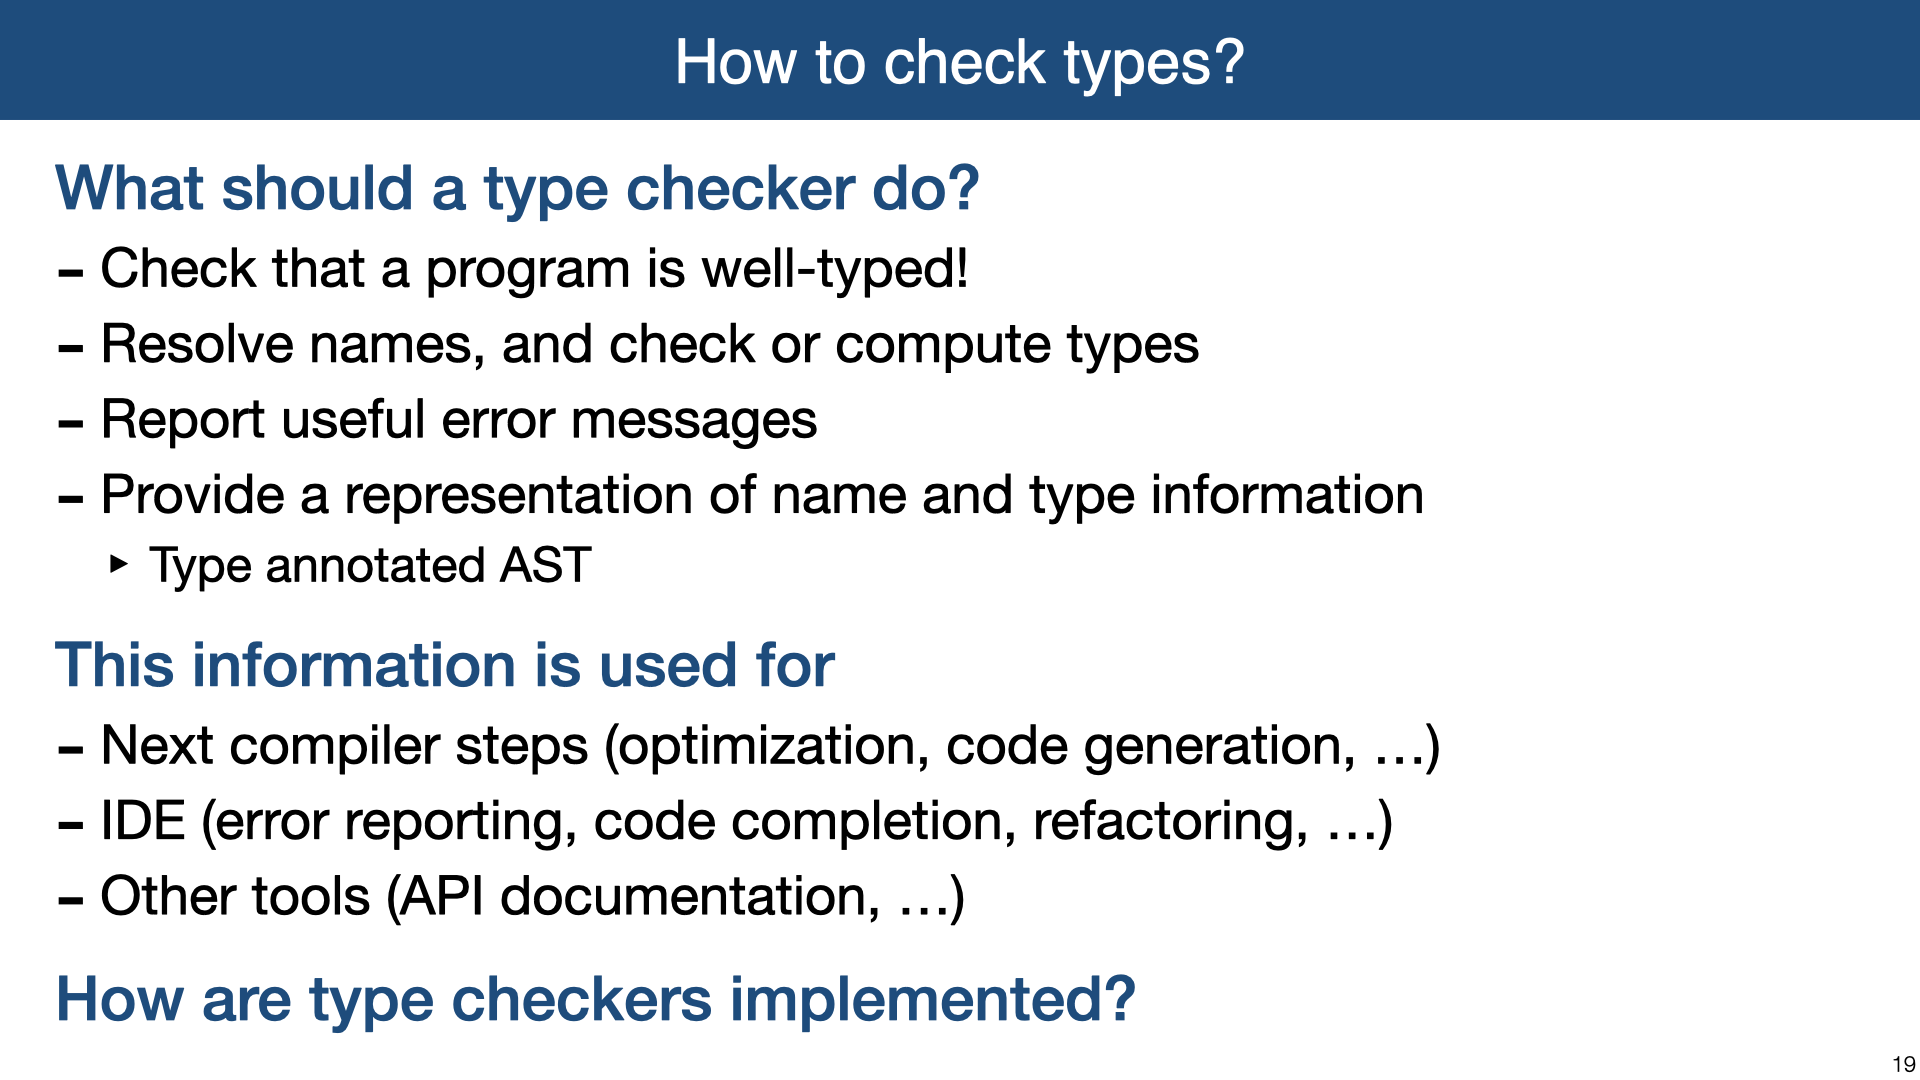 How to check types?
What should a type checker do?
- Check that a program is well-typed!
- Resolve names, and check or compute types
- Report useful error messages
- Provide a representation of name and type information
‣ Type annotated AST
This information is used for
- Next compiler steps (optimization, code generation, …)
- IDE (error reporting, code completion, refactoring, …)
- Other tools (API documentation, …)
How are type checkers implemented?
19